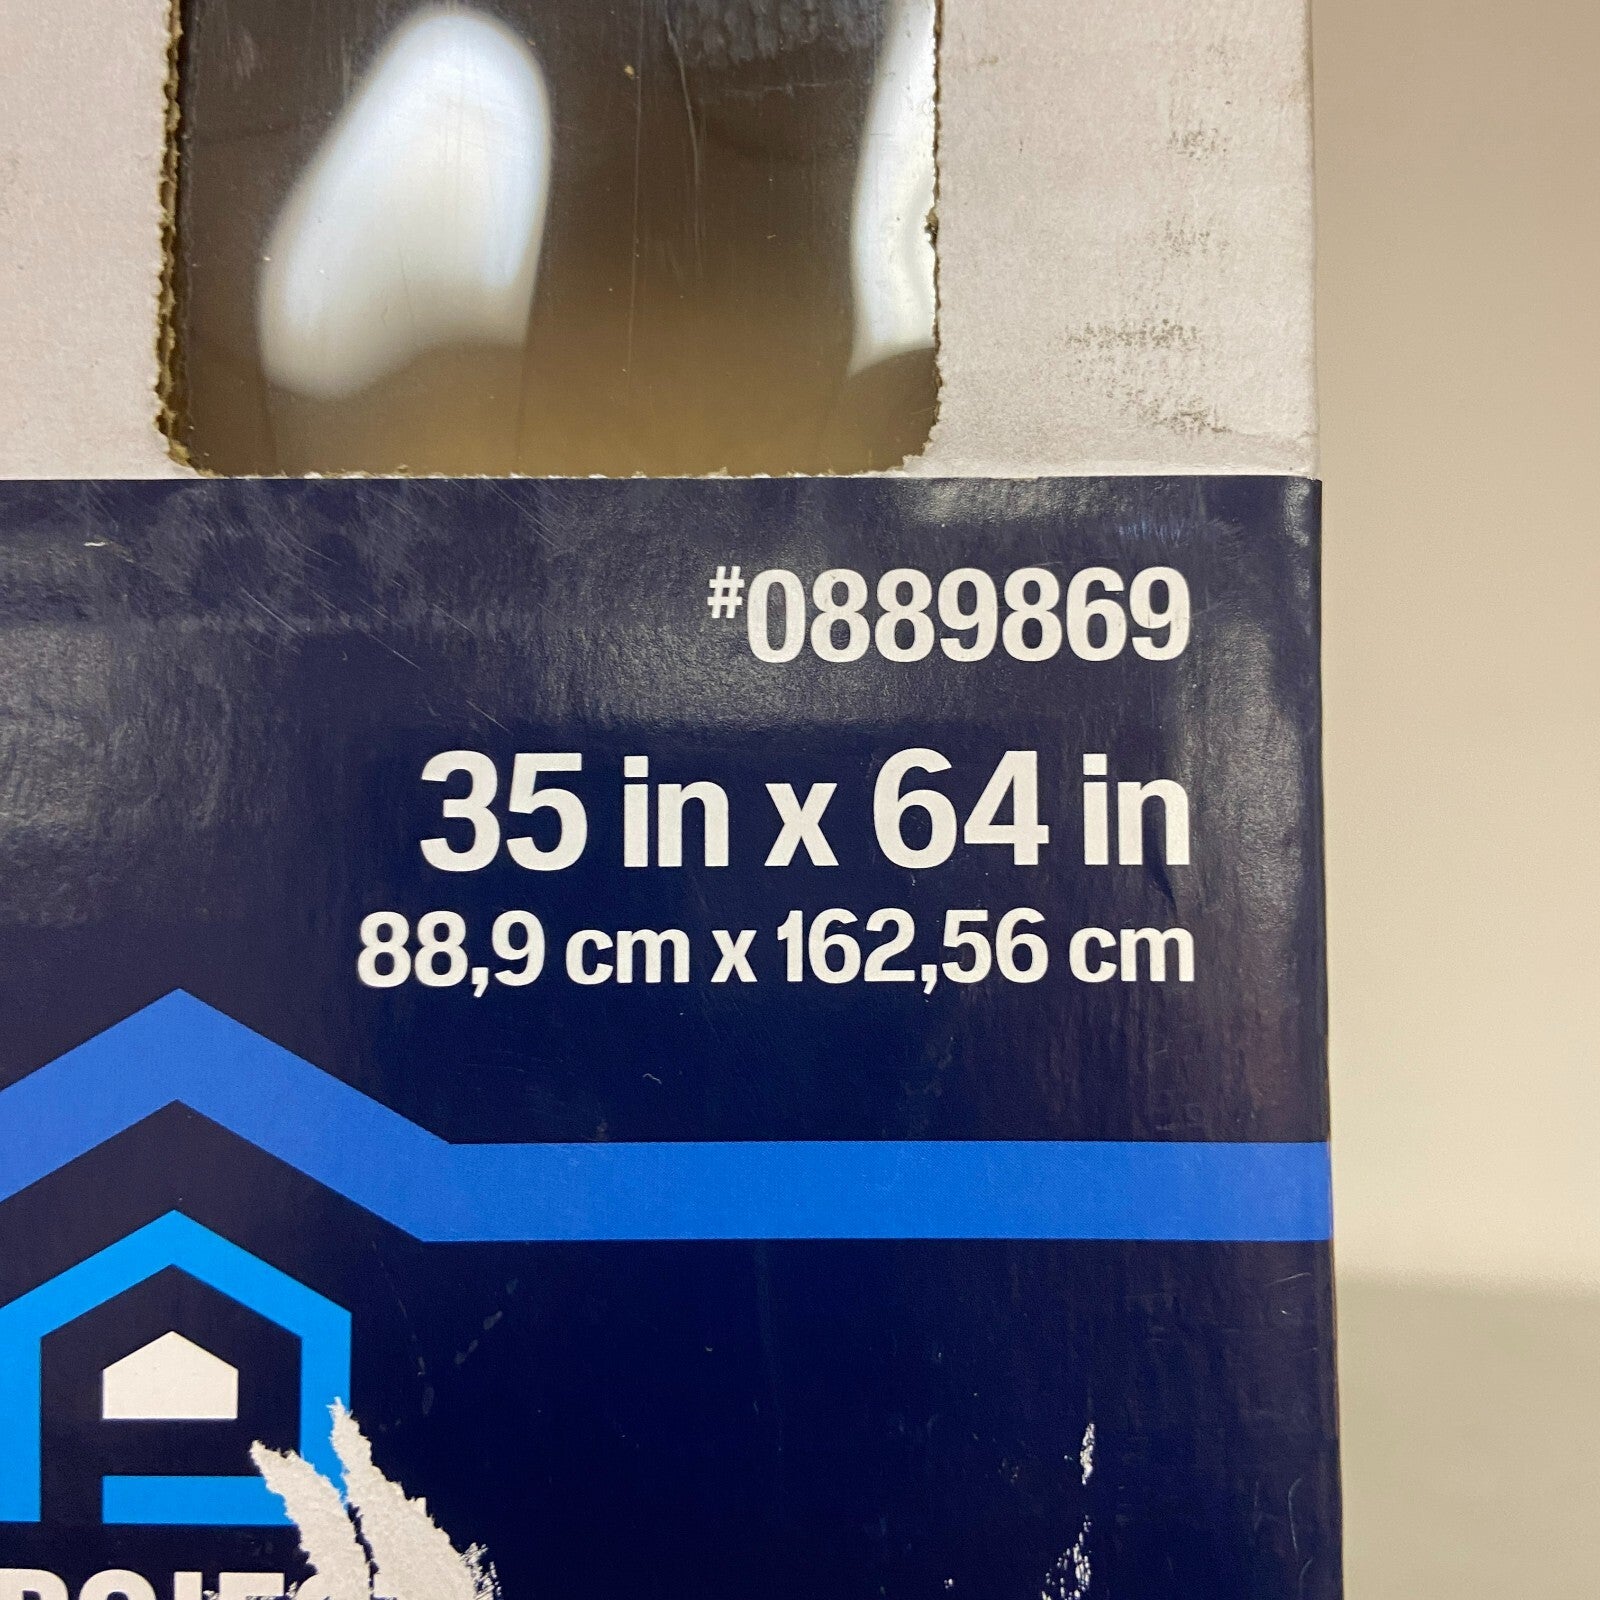 #0889869
35 in x 64 in
88,9 cm x 162,56 cm